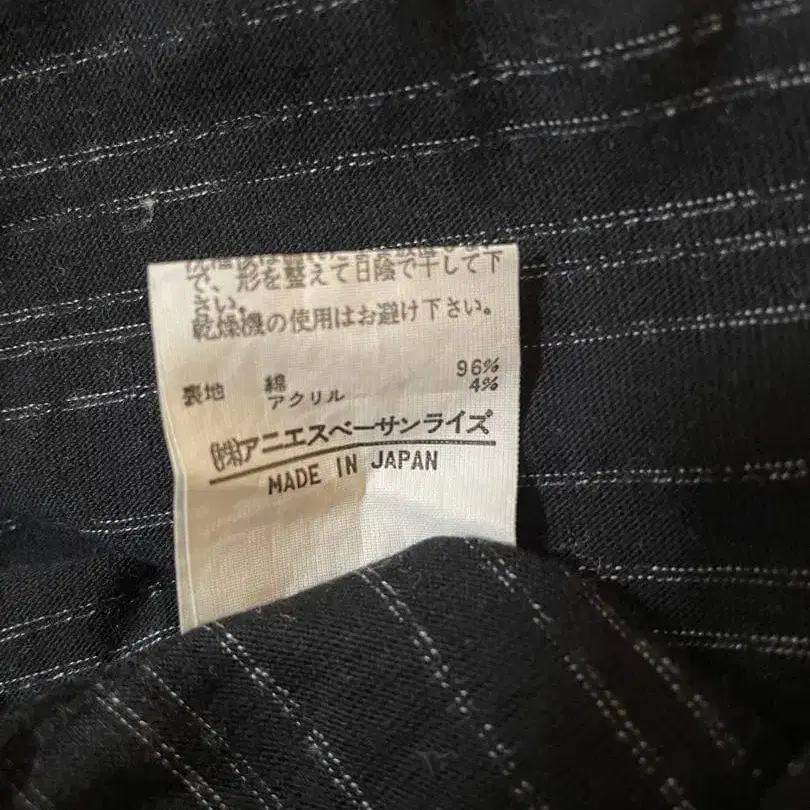 で、形を整えて日陰で干して下
さい。
乾燥機の使用はお避け下さい。
表地 綿 96%
アクリル 4%
㈱アニエスベーサンライズ
MADE IN JAPAN